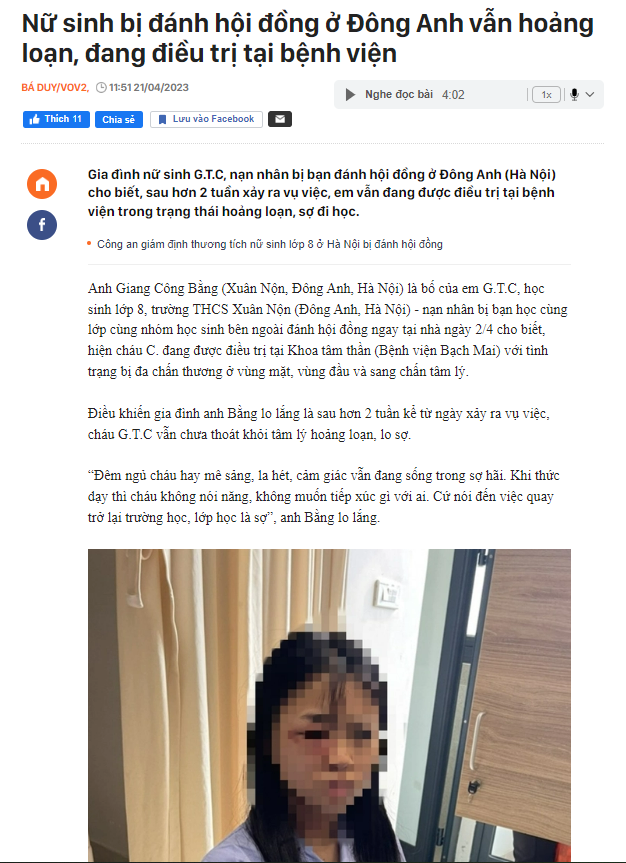 Nữ sinh bị đánh hội đồng ở Đông Anh vẫn hoảng
loạn, đang điều trị tại bệnh viện
BÁ DUY/VOV2, 11:51 21/04/2023
Nghe đọc bài 4:02 1x
Thích 11 Chia sẻ Lưu vào Facebook
Gia đình nữ sinh G.T.C, nạn nhân bị bạn đánh hội đồng ở Đông Anh (Hà Nội)
cho biết, sau hơn 2 tuần xảy ra vụ việc, em vẫn đang được điều trị tại bệnh
viện trong trạng thái hoảng loạn, sợ đi học.
Công an giám định thương tích nữ sinh lớp 8 ở Hà Nội bị đánh hội đồng
Anh Giang Công Bằng (Xuân Nộn, Đông Anh, Hà Nội) là bố của em G.T.C, học
sinh lớp 8, trường THCS Xuân Nộn (Đông Anh, Hà Nội) - nạn nhân bị bạn học cùng
lớp cùng nhóm học sinh bên ngoài đánh hội đồng ngay tại nhà ngày 2/4 cho biết,
hiện cháu C. đang được điều trị tại Khoa tâm thần (Bệnh viện Bạch Mai) với tình
trạng bị đa chấn thương ở vùng mặt, vùng đầu và sang chấn tâm lý.
Điều khiến gia đình anh Bằng lo lắng là sau hơn 2 tuần kể từ ngày xảy ra vụ việc,
cháu G.T.C vẫn chưa thoát khỏi tâm lý hoảng loạn, lo sợ.
“Đêm ngủ cháu hay mê sảng, la hét, cảm giác vẫn đang sống trong sợ hãi. Khi thức
dạy thì cháu không nói năng, không muốn tiếp xúc gì với ai. Cứ nói đến việc quay
trở lại trường học, lớp học là sợ”, anh Bằng lo lắng.